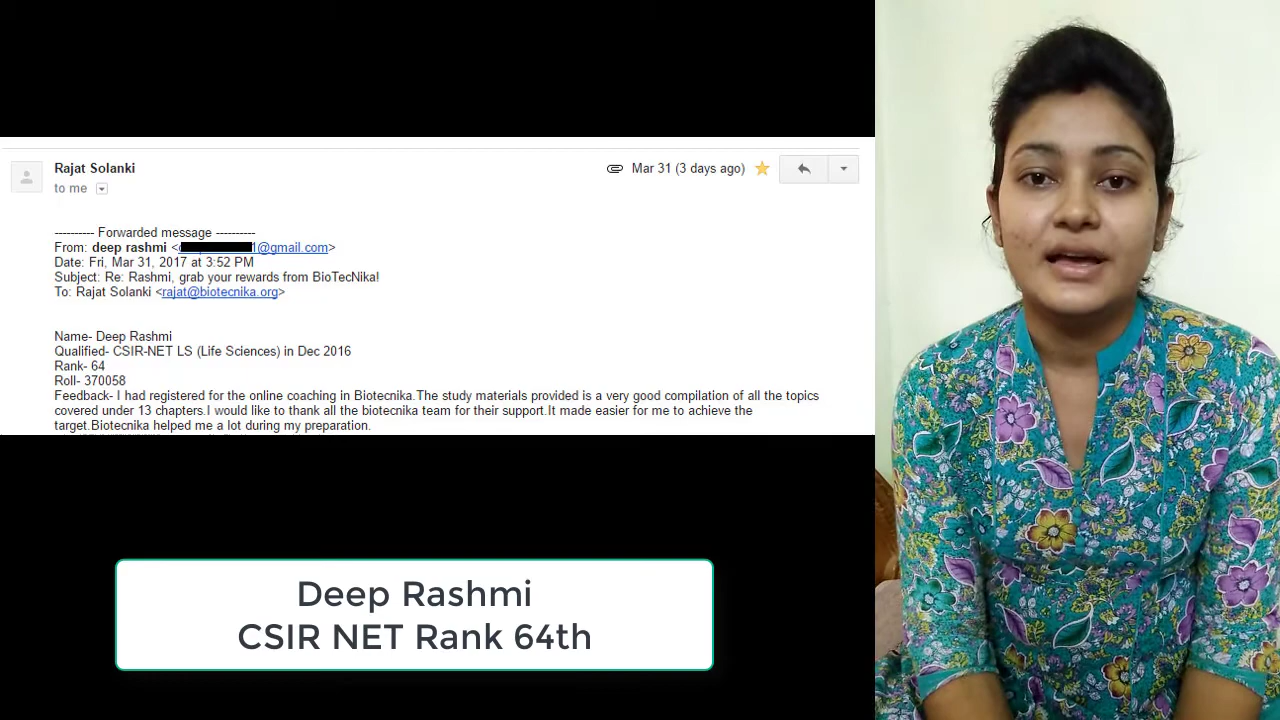 Rajat Solanki
Mar 31 (3 days ago)
to me
---------- Forwarded message ----------
From: deep rashmi < 1@gmail.com>
Date: Fri, Mar 31, 2017 at 3:52 PM
Subject: Re: Rashmi, grab your rewards from BioTecNika!
To: Rajat Solanki <rajat@biotecnika.org>
Name- Deep Rashmi
Qualified- CSIR-NET LS (Life Sciences) in Dec 2016
Rank- 64
Roll- 370058
Feedback- I had registered for the online coaching in Biotecnika.The study materials provided is a very good compilation of all the topics
covered under 13 chapters.I would like to thank all the biotecnika team for their support.It made easier for me to achieve the
target.Biotecnika helped me a lot during my preparation.
Deep Rashmi
CSIR NET Rank 64th